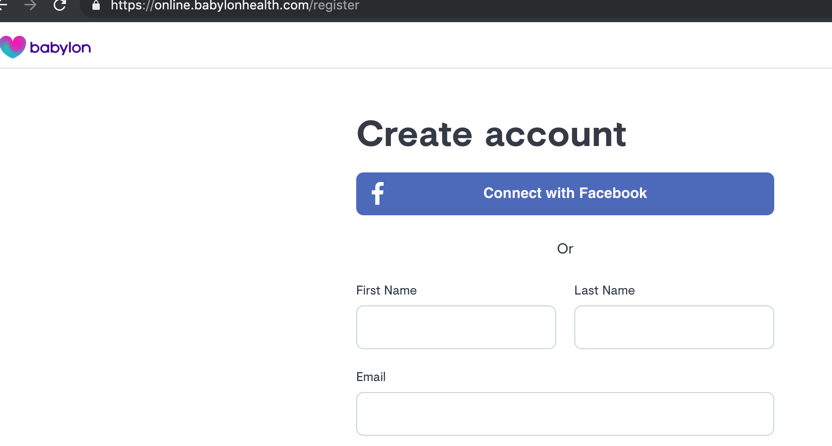 https://online.babylonhealth.com/register
babylon
Create account
Connect with Facebook
Or
First Name Last Name
Email